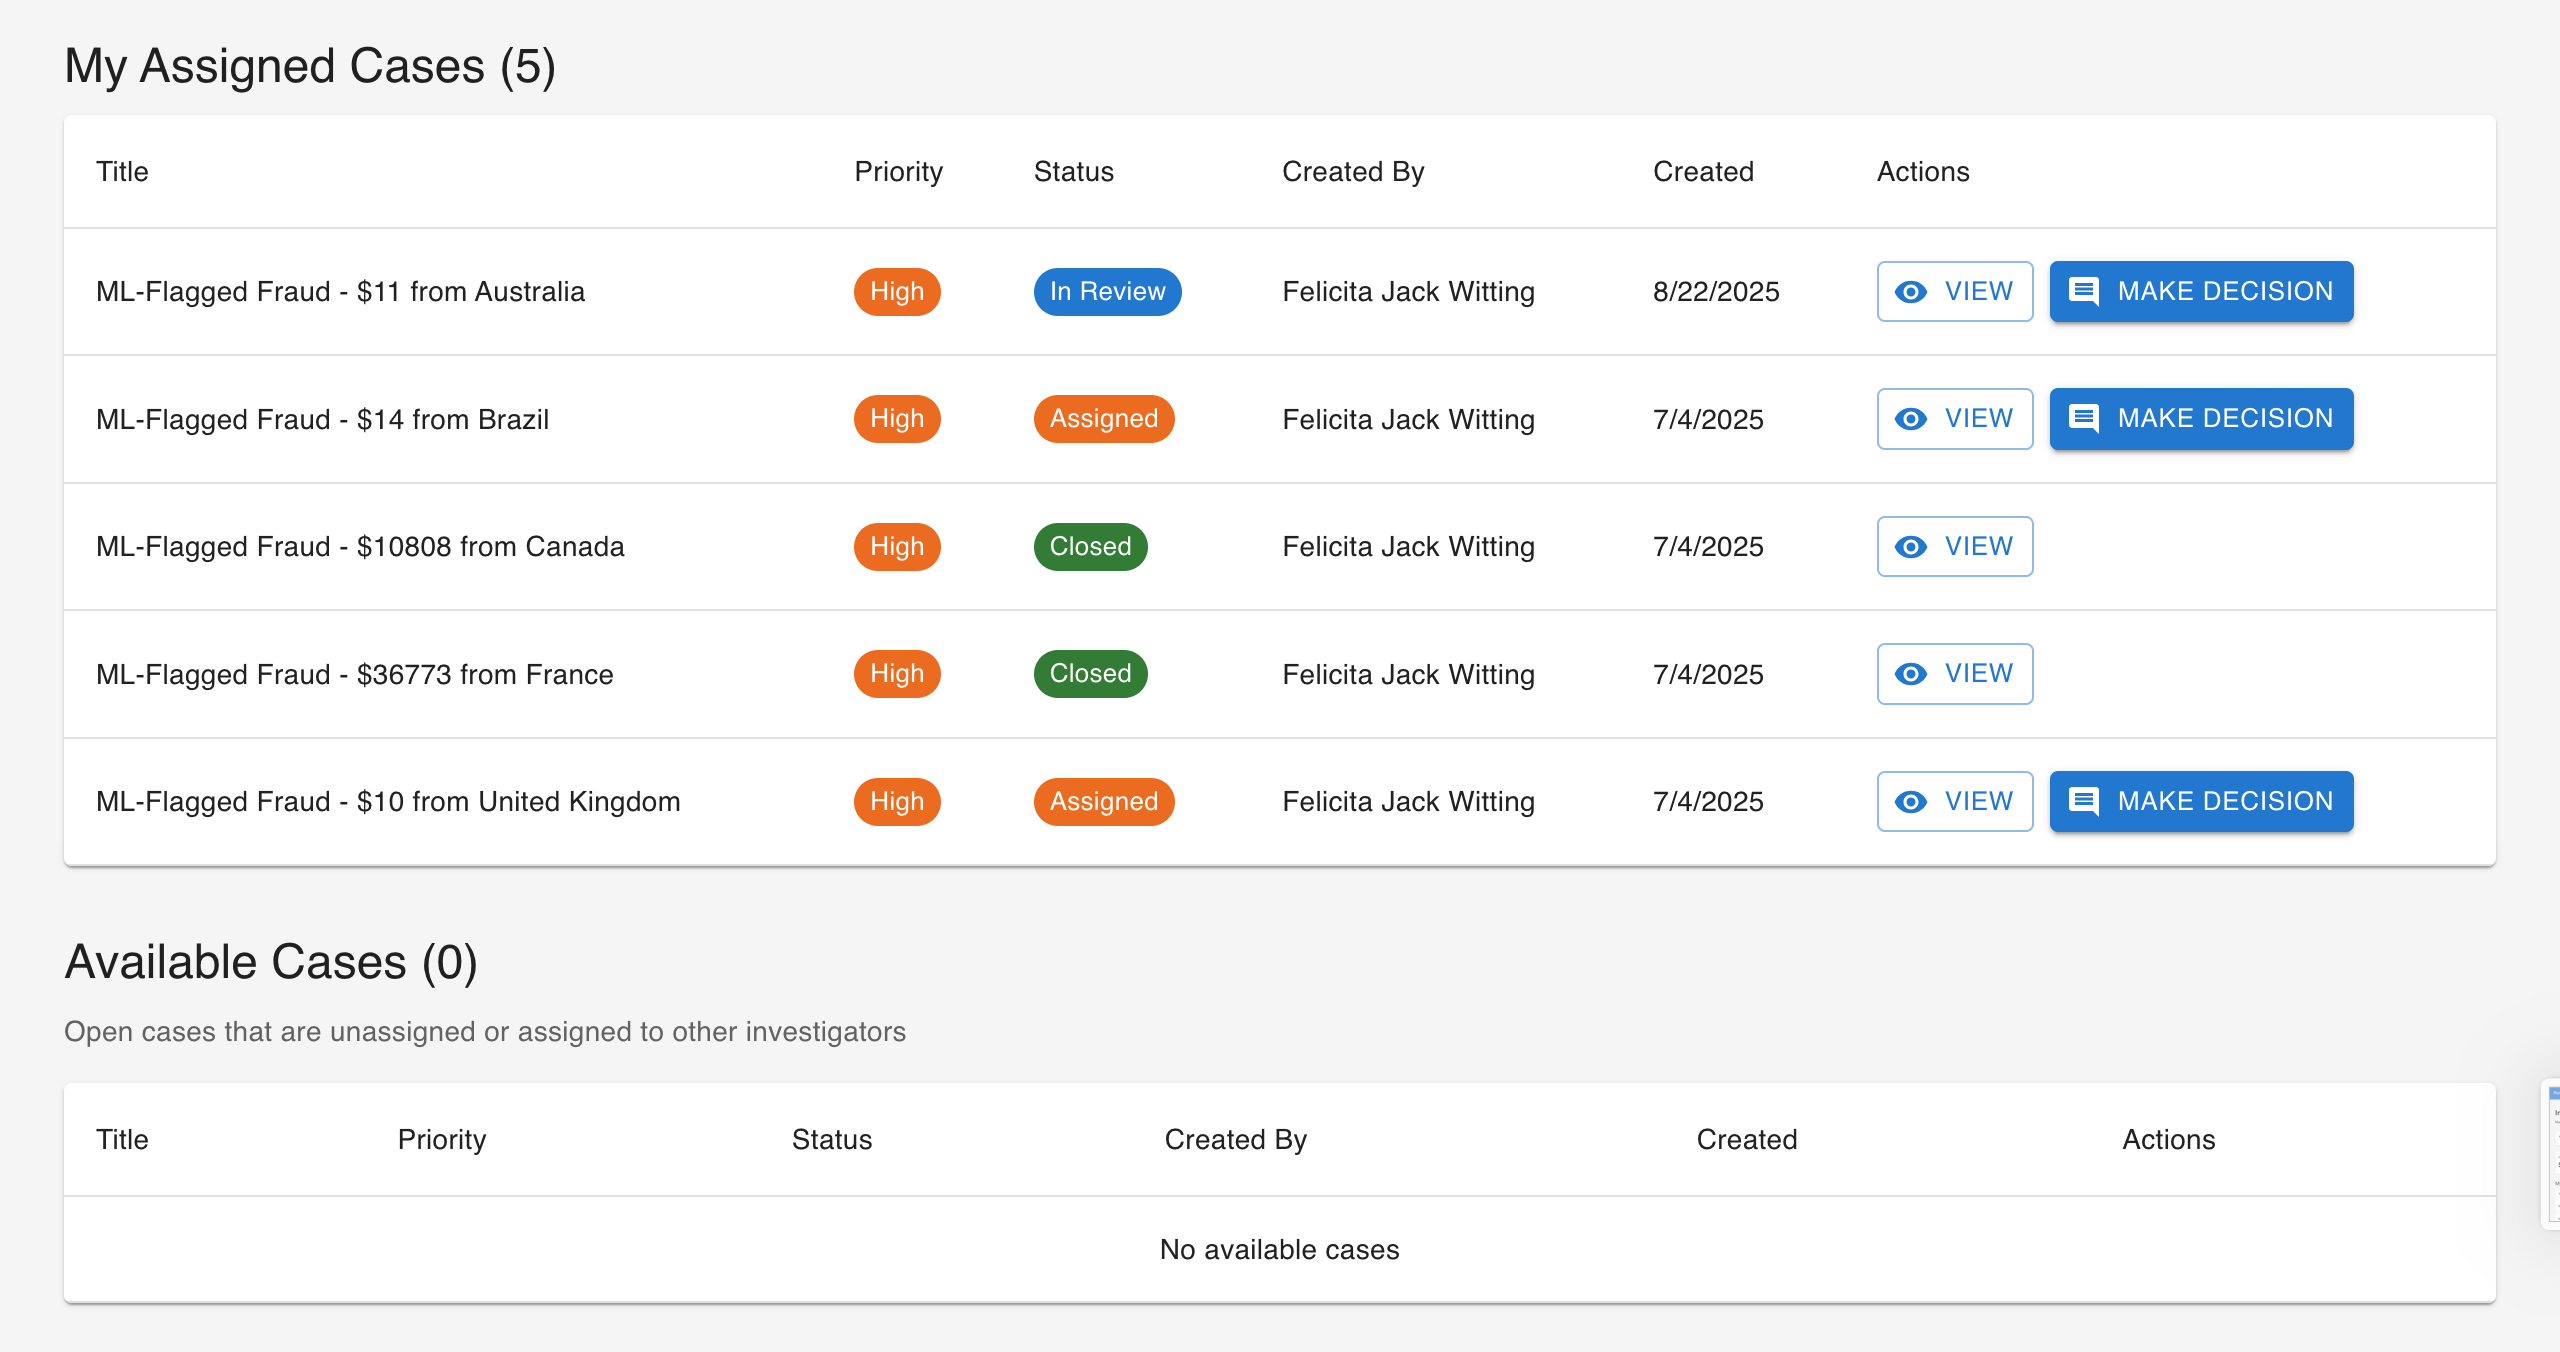 My Assigned Cases (5)
Title Priority Status Created By Created Actions
ML-Flagged Fraud - $11 from Australia High In Review Felicita Jack Witting 8/22/2025 VIEW MAKE DECISION
ML-Flagged Fraud - $14 from Brazil High Assigned Felicita Jack Witting 7/4/2025 VIEW MAKE DECISION
ML-Flagged Fraud - $10808 from Canada High Closed Felicita Jack Witting 7/4/2025 VIEW
ML-Flagged Fraud - $36773 from France High Closed Felicita Jack Witting 7/4/2025 VIEW
ML-Flagged Fraud - $10 from United Kingdom High Assigned Felicita Jack Witting 7/4/2025 VIEW MAKE DECISION
Available Cases (0)
Open cases that are unassigned or assigned to other investigators
Title Priority Status Created By Created Actions
No available cases